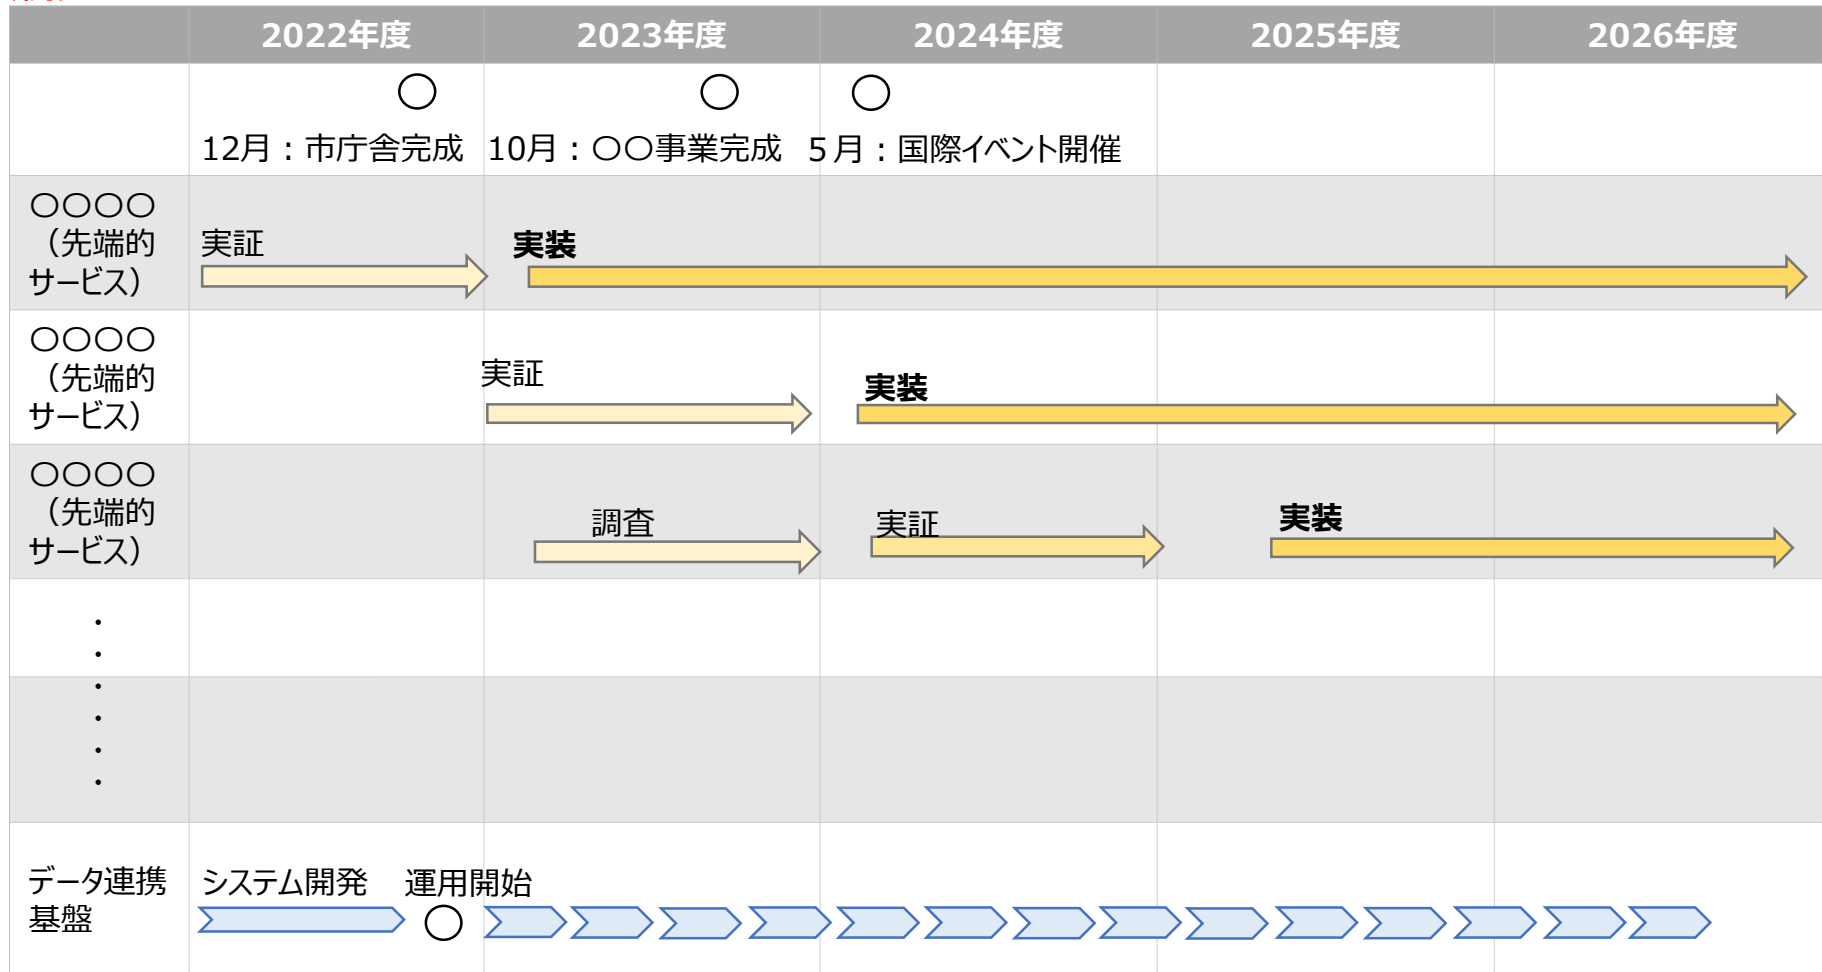 2022年度 2023年度 2024年度 2025年度 2026年度
12月：市庁舎完成 10月：〇〇事業完成 ５月：国際イベント開催
〇〇〇〇
（先端的
サービス）
実証 実装
〇〇〇〇
（先端的
サービス）
実証 実装
〇〇〇〇
（先端的
サービス）
調査 実証 実装
・
・
・
・
・
・
データ連携
基盤
システム開発 運用開始